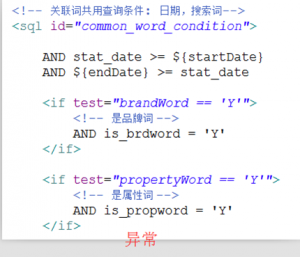 <!-- 关联词共用查询条件: 日期，搜索词-->
<sql id="common_word_condition">
AND stat_date >= ${startDate}
AND ${endDate} >= stat_date
<if test="brandWord == 'Y'">
<!-- 是品牌词 -->
AND is_brdword = 'Y'
</if>
<if test="propertyWord == 'Y'">
<!-- 是属性词 -->
AND is_propword = 'Y'
</if>
异常